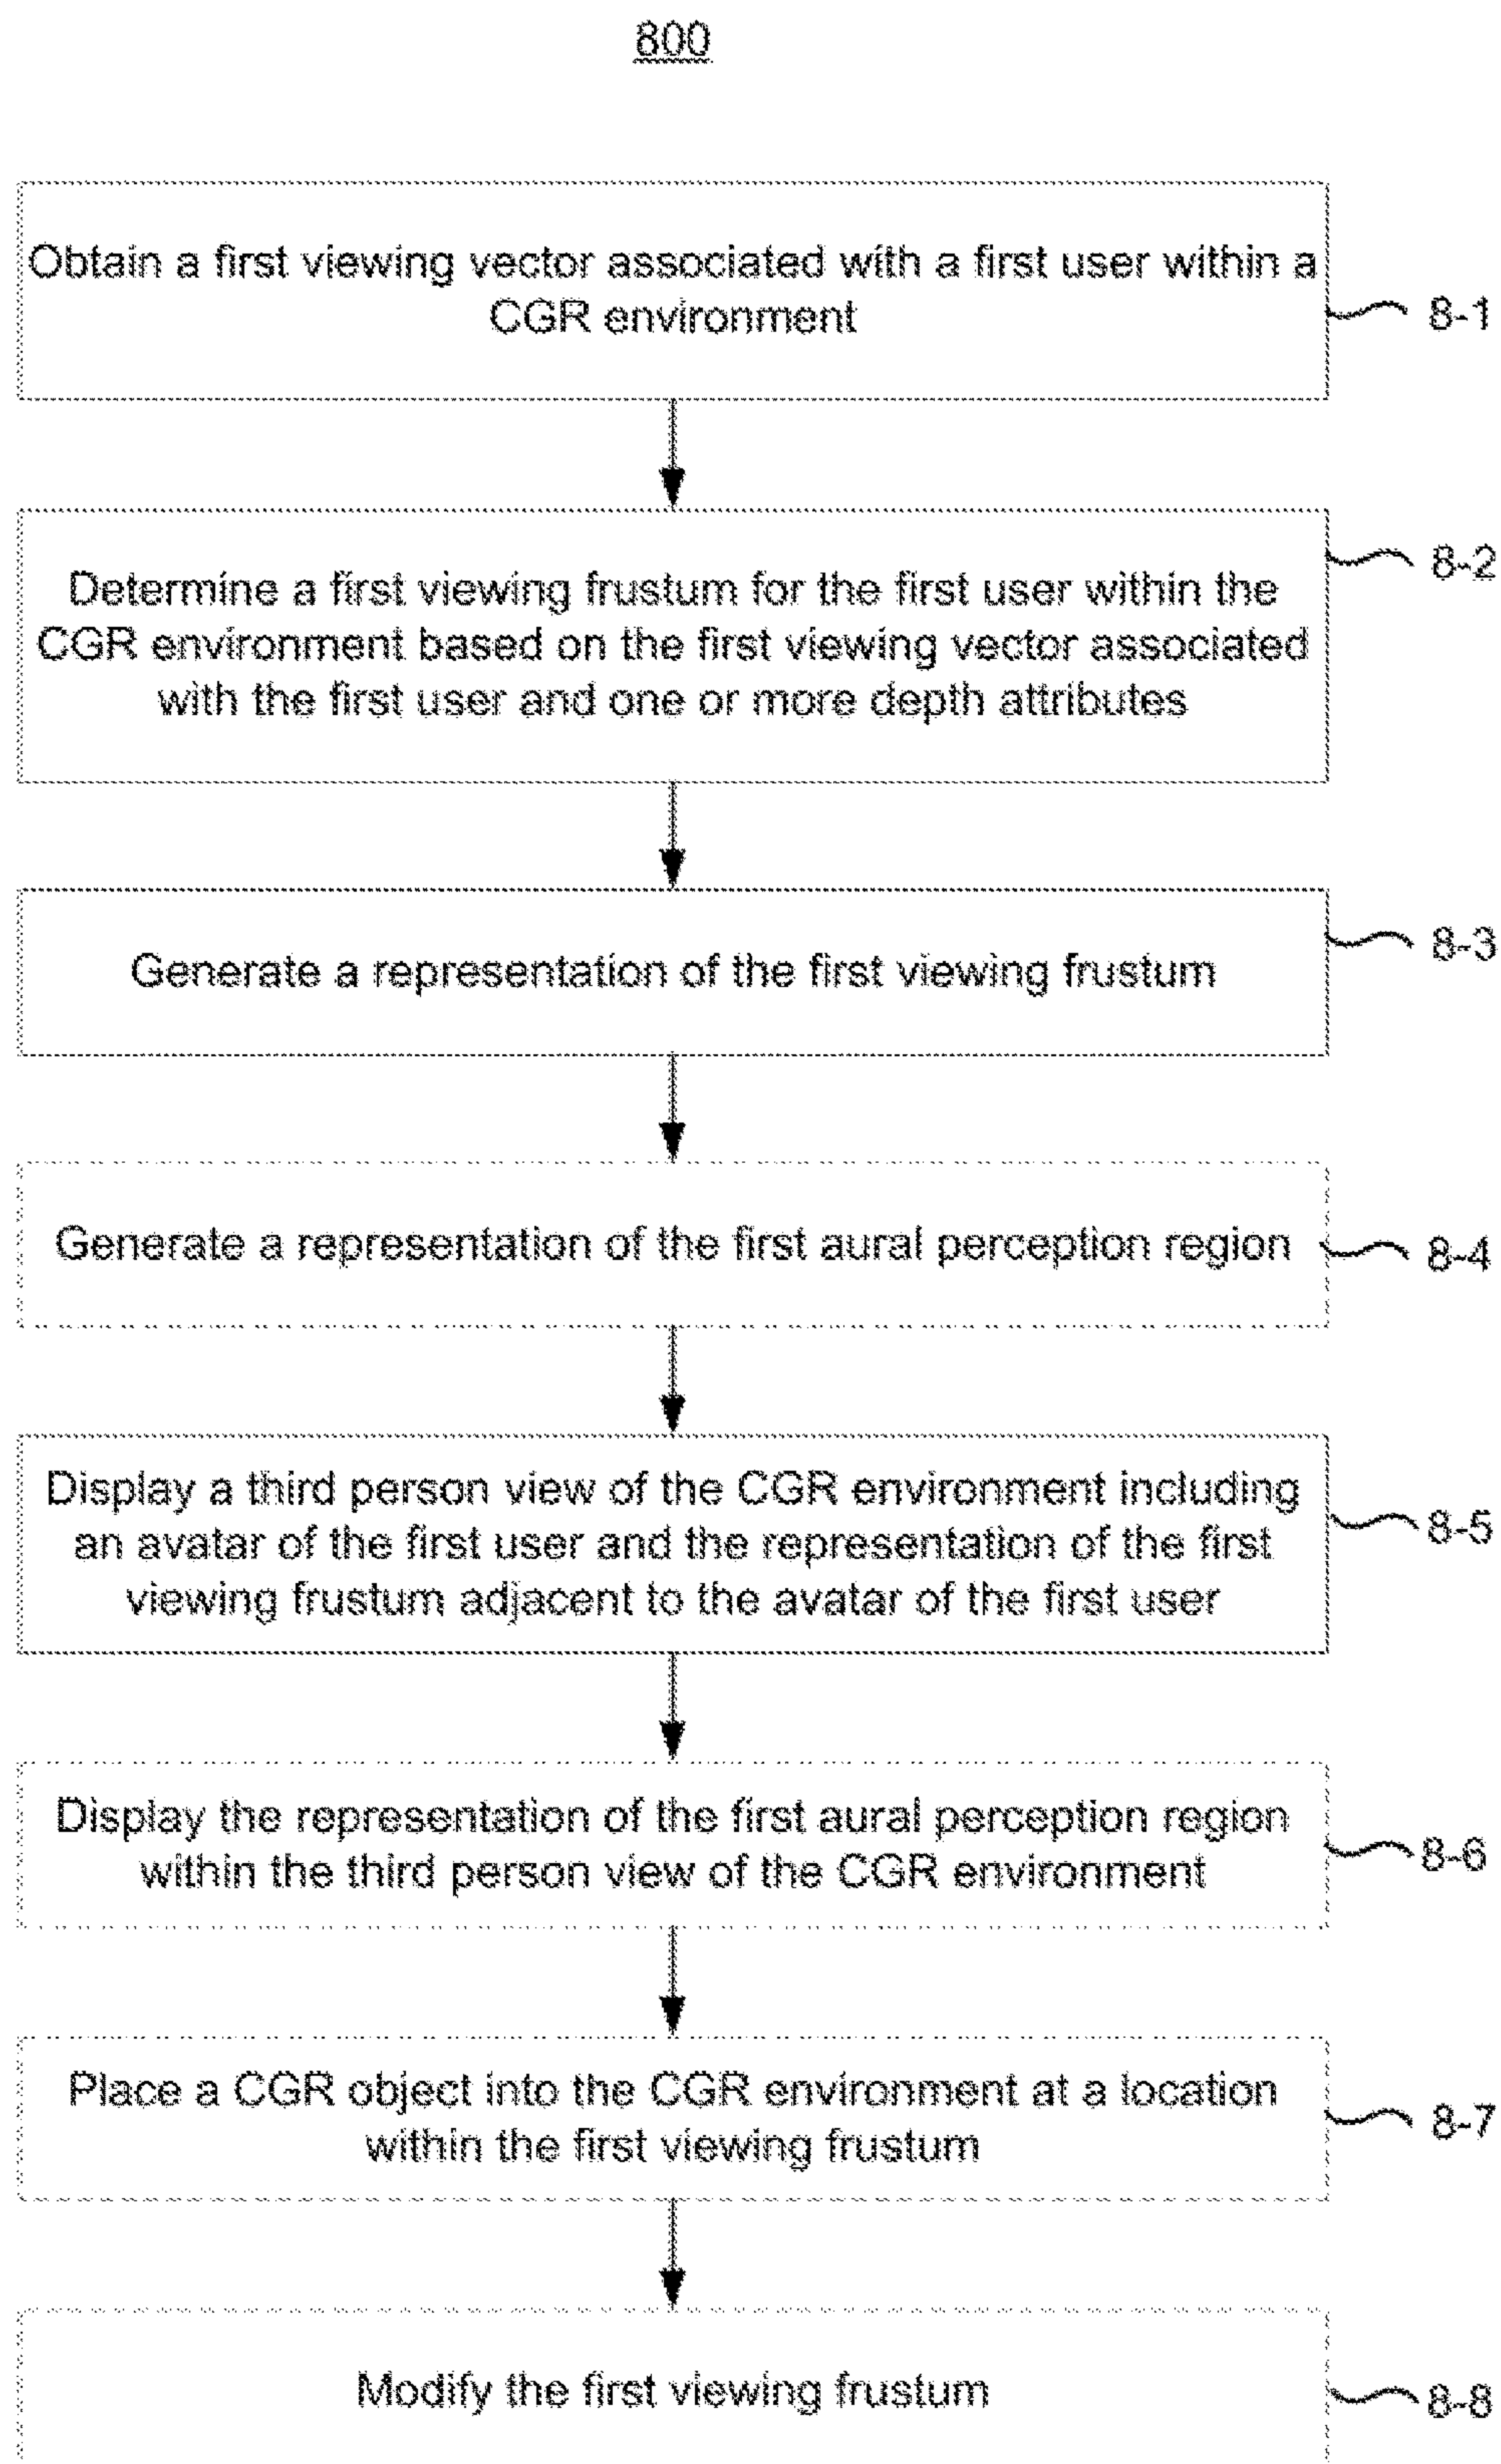 800
Obtain a first viewing vector associated with a first user within a
CGR environment
8-1
Determine a first viewing frustum for the first user within the
CGR environment based on the first viewing vector associated
with the first user and one or more depth attributes
8-2
Generate a representation of the first viewing frustum
8-3
Generate a representation of the first aural perception region
8-4
Display a third person view of the CGR environment including
an avatar of the first user and the representation of the first
viewing frustum adjacent to the avatar of the first user
8-5
Display the representation of the first aural perception region
within the third person view of the CGR environment
8-6
Place a CGR object into the CGR environment at a location
within the first viewing frustum
8-7
Modify the first viewing frustum
8-8